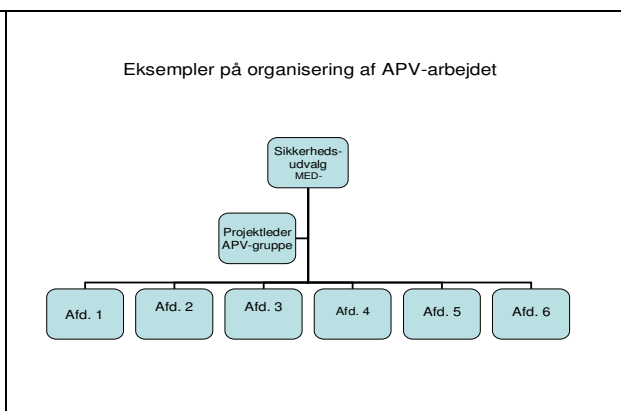 Eksempler på organisering af APV-arbejdet
Sikkerheds-
udvalg
MED-
Projektleder
APV-gruppe
Afd. 1
Afd. 2
Afd. 3
Afd. 4
Afd. 5
Afd. 6